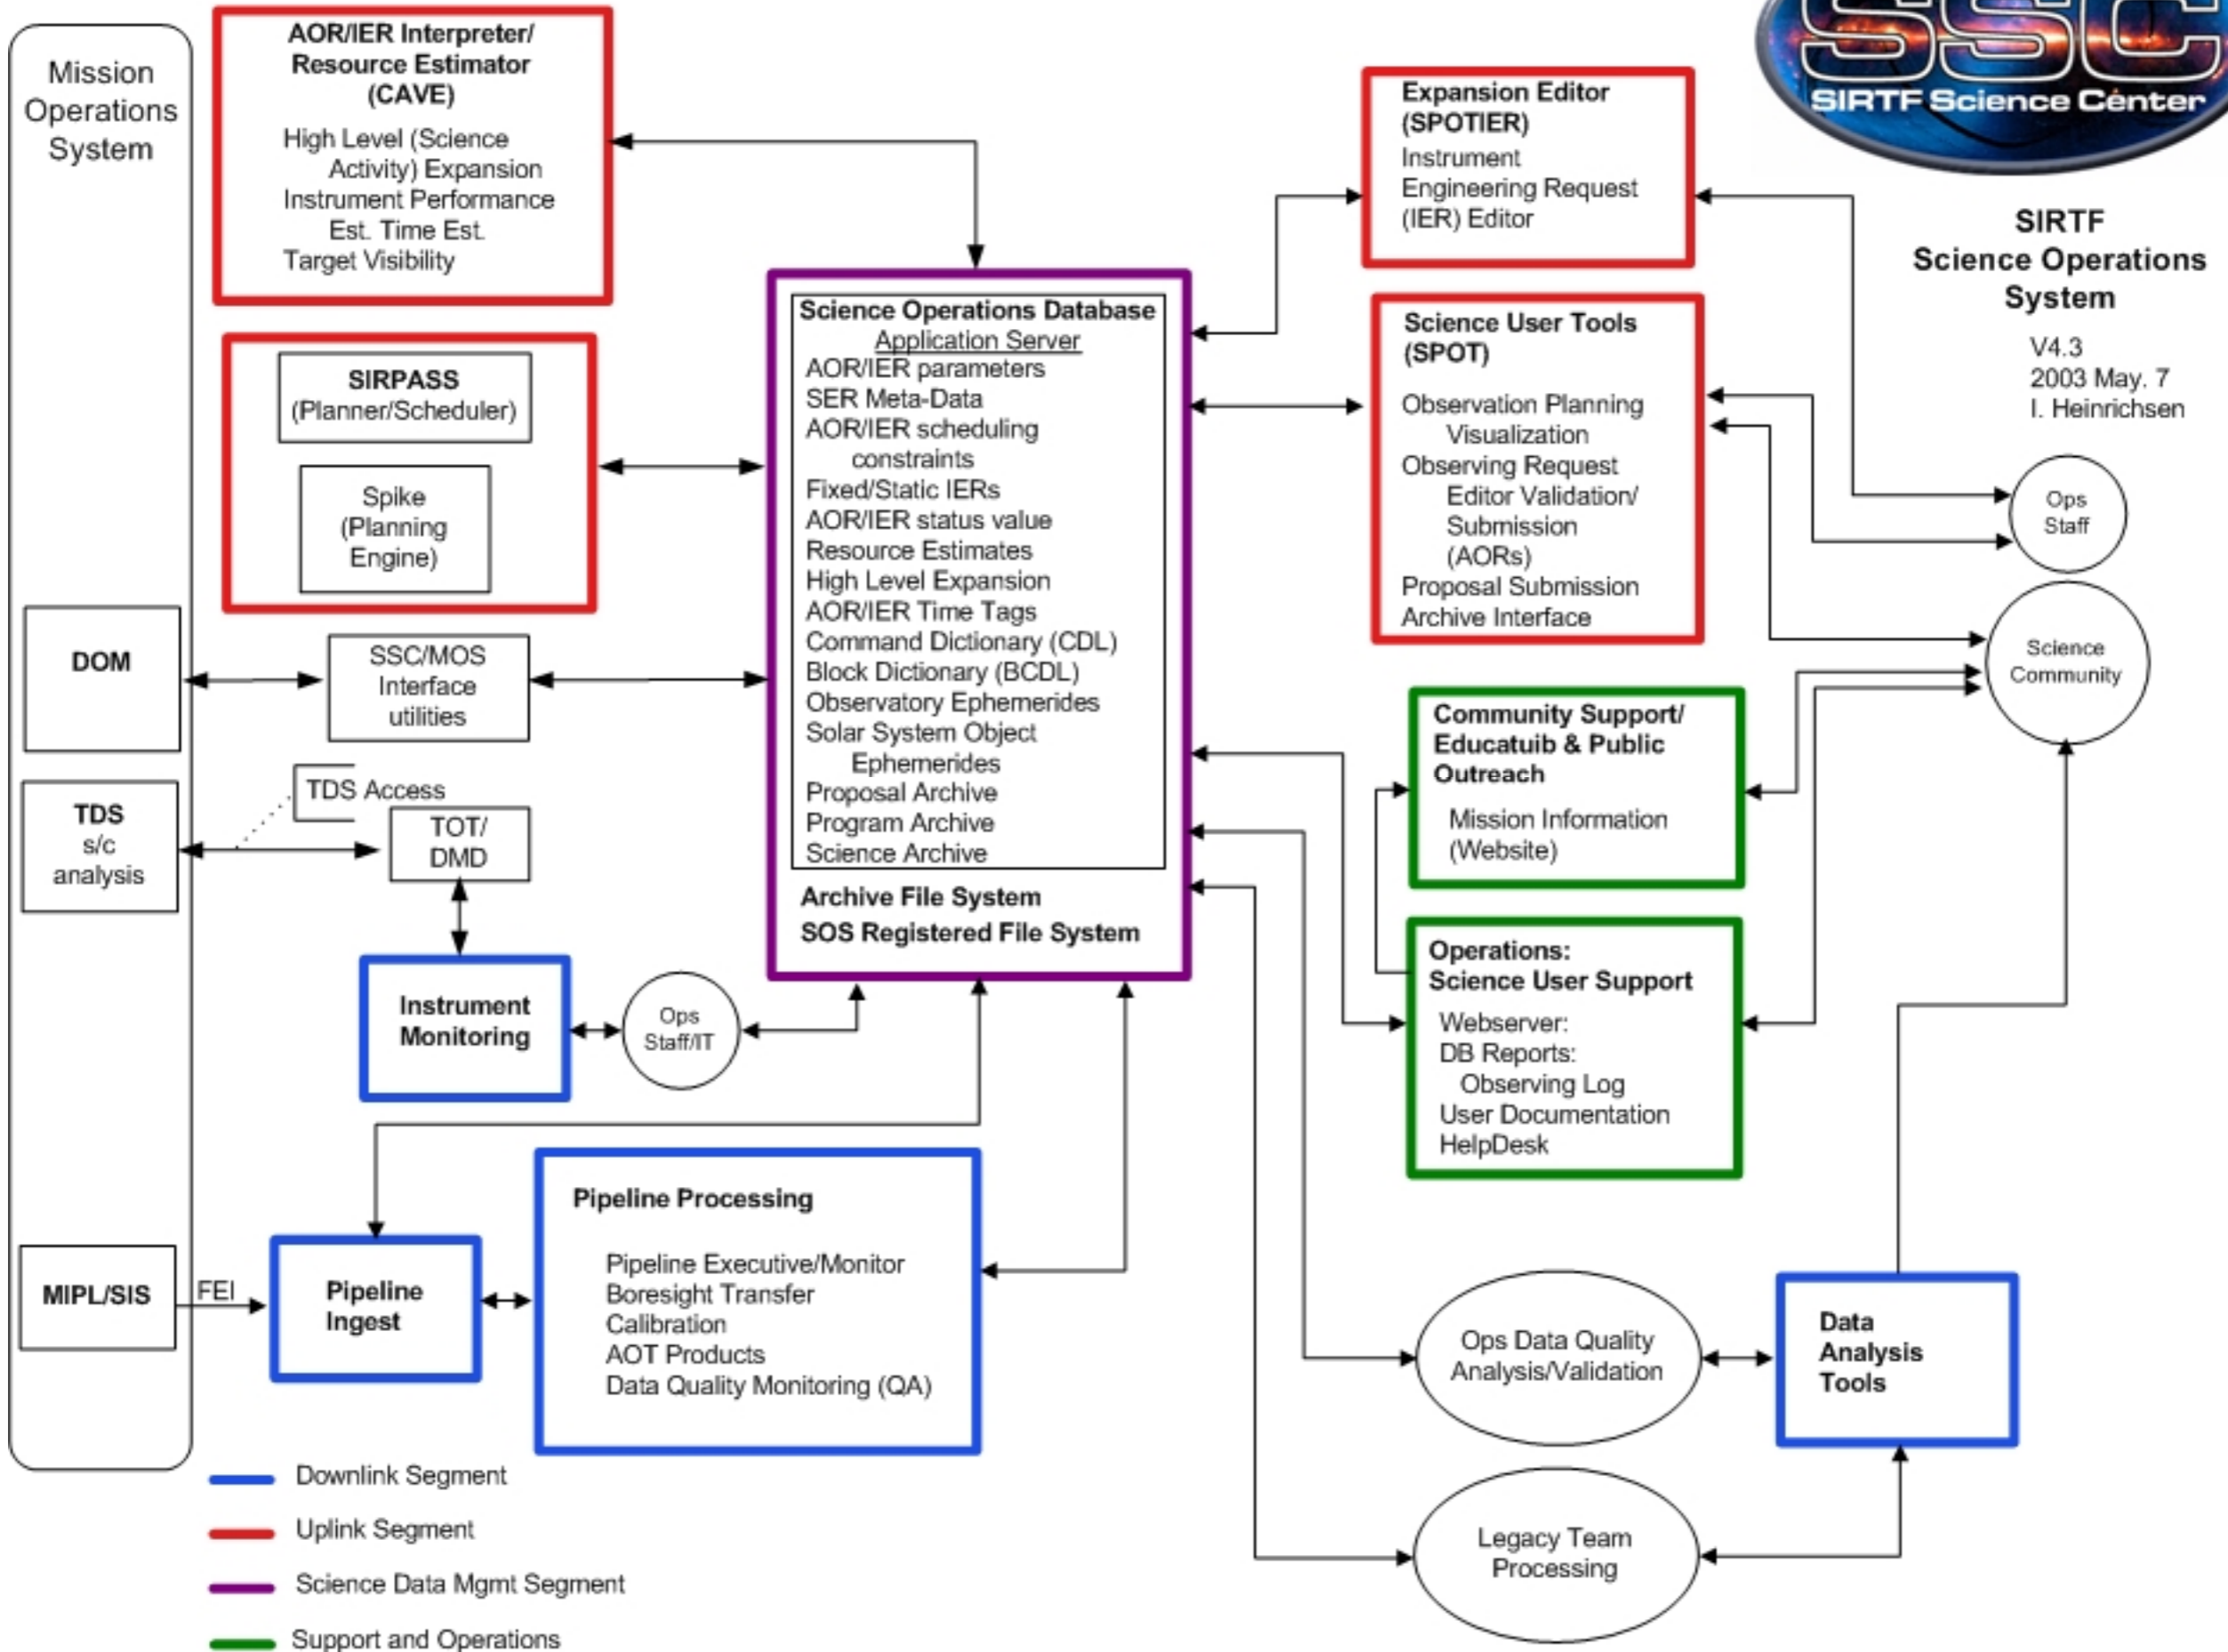 Mission
Operations
System
AOR/IER Interpreter/
Resource Estimator
(CAVE)
High Level (Science
Activity) Expansion
Instrument Performance
Est. Time Est.
Target Visibility
SIRPASS
(Planner/Scheduler)
Spike
(Planning
Engine)
DOM
SSC/MOS
Interface
utilities
TDS
s/c
analysis
TDS Access
TOT/
DMD
Instrument
Monitoring
Ops
Staff/IT
MIPL/SIS
FEI
Pipeline
Ingest
Pipeline Processing
Pipeline Executive/Monitor
Boresight Transfer
Calibration
AOT Products
Data Quality Monitoring (QA)
Science Operations Database
Application Server
AOR/IER parameters
SER Meta-Data
AOR/IER scheduling
constraints
Fixed/Static IERs
AOR/IER status value
Resource Estimates
High Level Expansion
AOR/IER Time Tags
Command Dictionary (CDL)
Block Dictionary (BCDL)
Observatory Ephemerides
Solar System Object
Ephemerides
Proposal Archive
Program Archive
Science Archive
Archive File System
SOS Registered File System
Expansion Editor
(SPOTIER)
Instrument
Engineering Request
(IER) Editor
Science User Tools
(SPOT)
Observation Planning
Visualization
Observing Request
Editor Validation/
Submission
(AORs)
Proposal Submission
Archive Interface
Community Support/
Educatuib & Public
Outreach
Mission Information
(Website)
Operations:
Science User Support
Webserver:
DB Reports:
Observing Log
User Documentation
HelpDesk
Ops Data Quality
Analysis/Validation
Legacy Team
Processing
Data
Analysis
Tools
SSC
SIRTF Science Center
SIRTF
Science Operations
System
V4.3
2003 May. 7
I. Heinrichsen
Ops
Staff
Science
Community
Downlink Segment
Uplink Segment
Science Data Mgmt Segment
Support and Operations